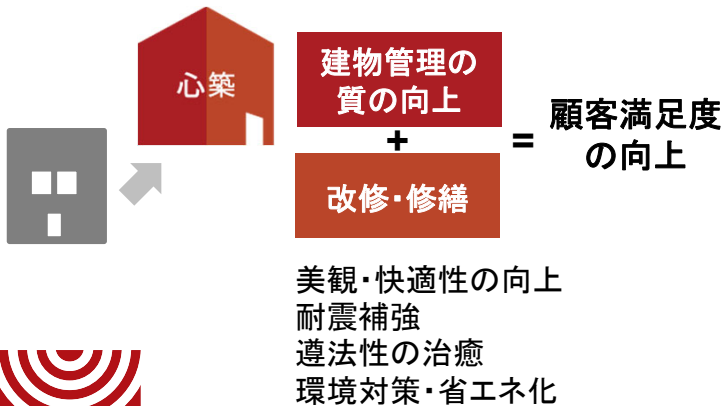 心築
建物管理の
質の向上
+
改修・修繕
=
顧客満足度
の向上
美観・快適性の向上
耐震補強
遵法性の治癒
環境対策・省エネ化